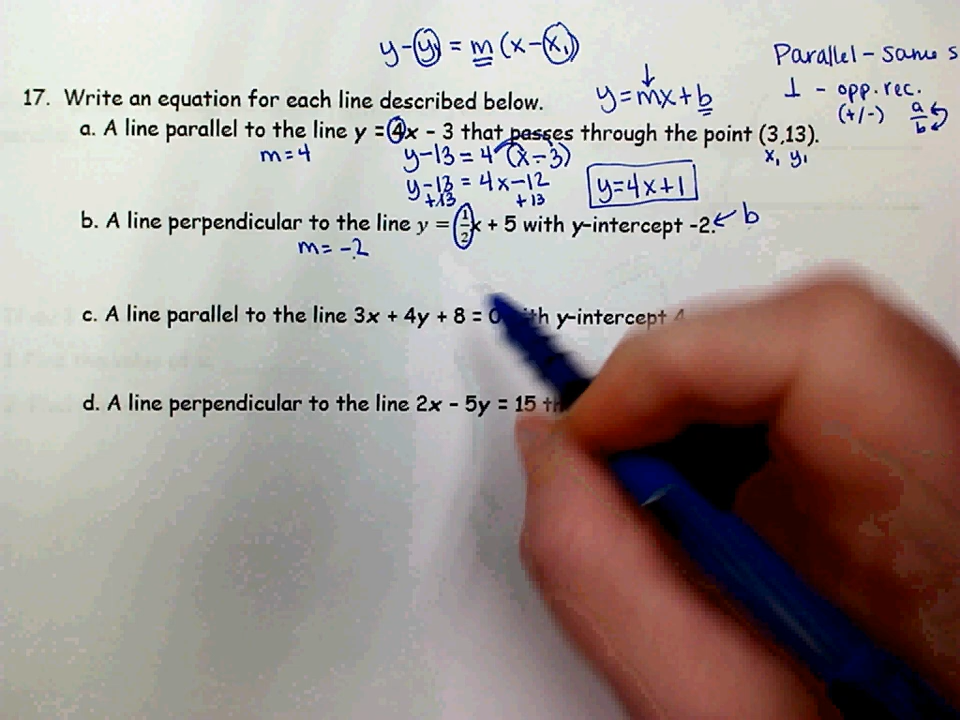 y - y₁ = m (x - x₁)
Parallel - same s
y = mx + b
⊥ - opp. rec.
(+/-) a/b
17. Write an equation for each line described below.
a. A line parallel to the line y = 4x - 3 that passes through the point (3,13).
m=4
x₁ y₁
y-13 = 4 (x-3)
y-13 = 4x-12
+13 +13
y=4x+1
b. A line perpendicular to the line y = 1/2x + 5 with y-intercept -2. ← b
m = -2
c. A line parallel to the line 3x + 4y + 8 = 0 with y-intercept 4
d. A line perpendicular to the line 2x - 5y = 15